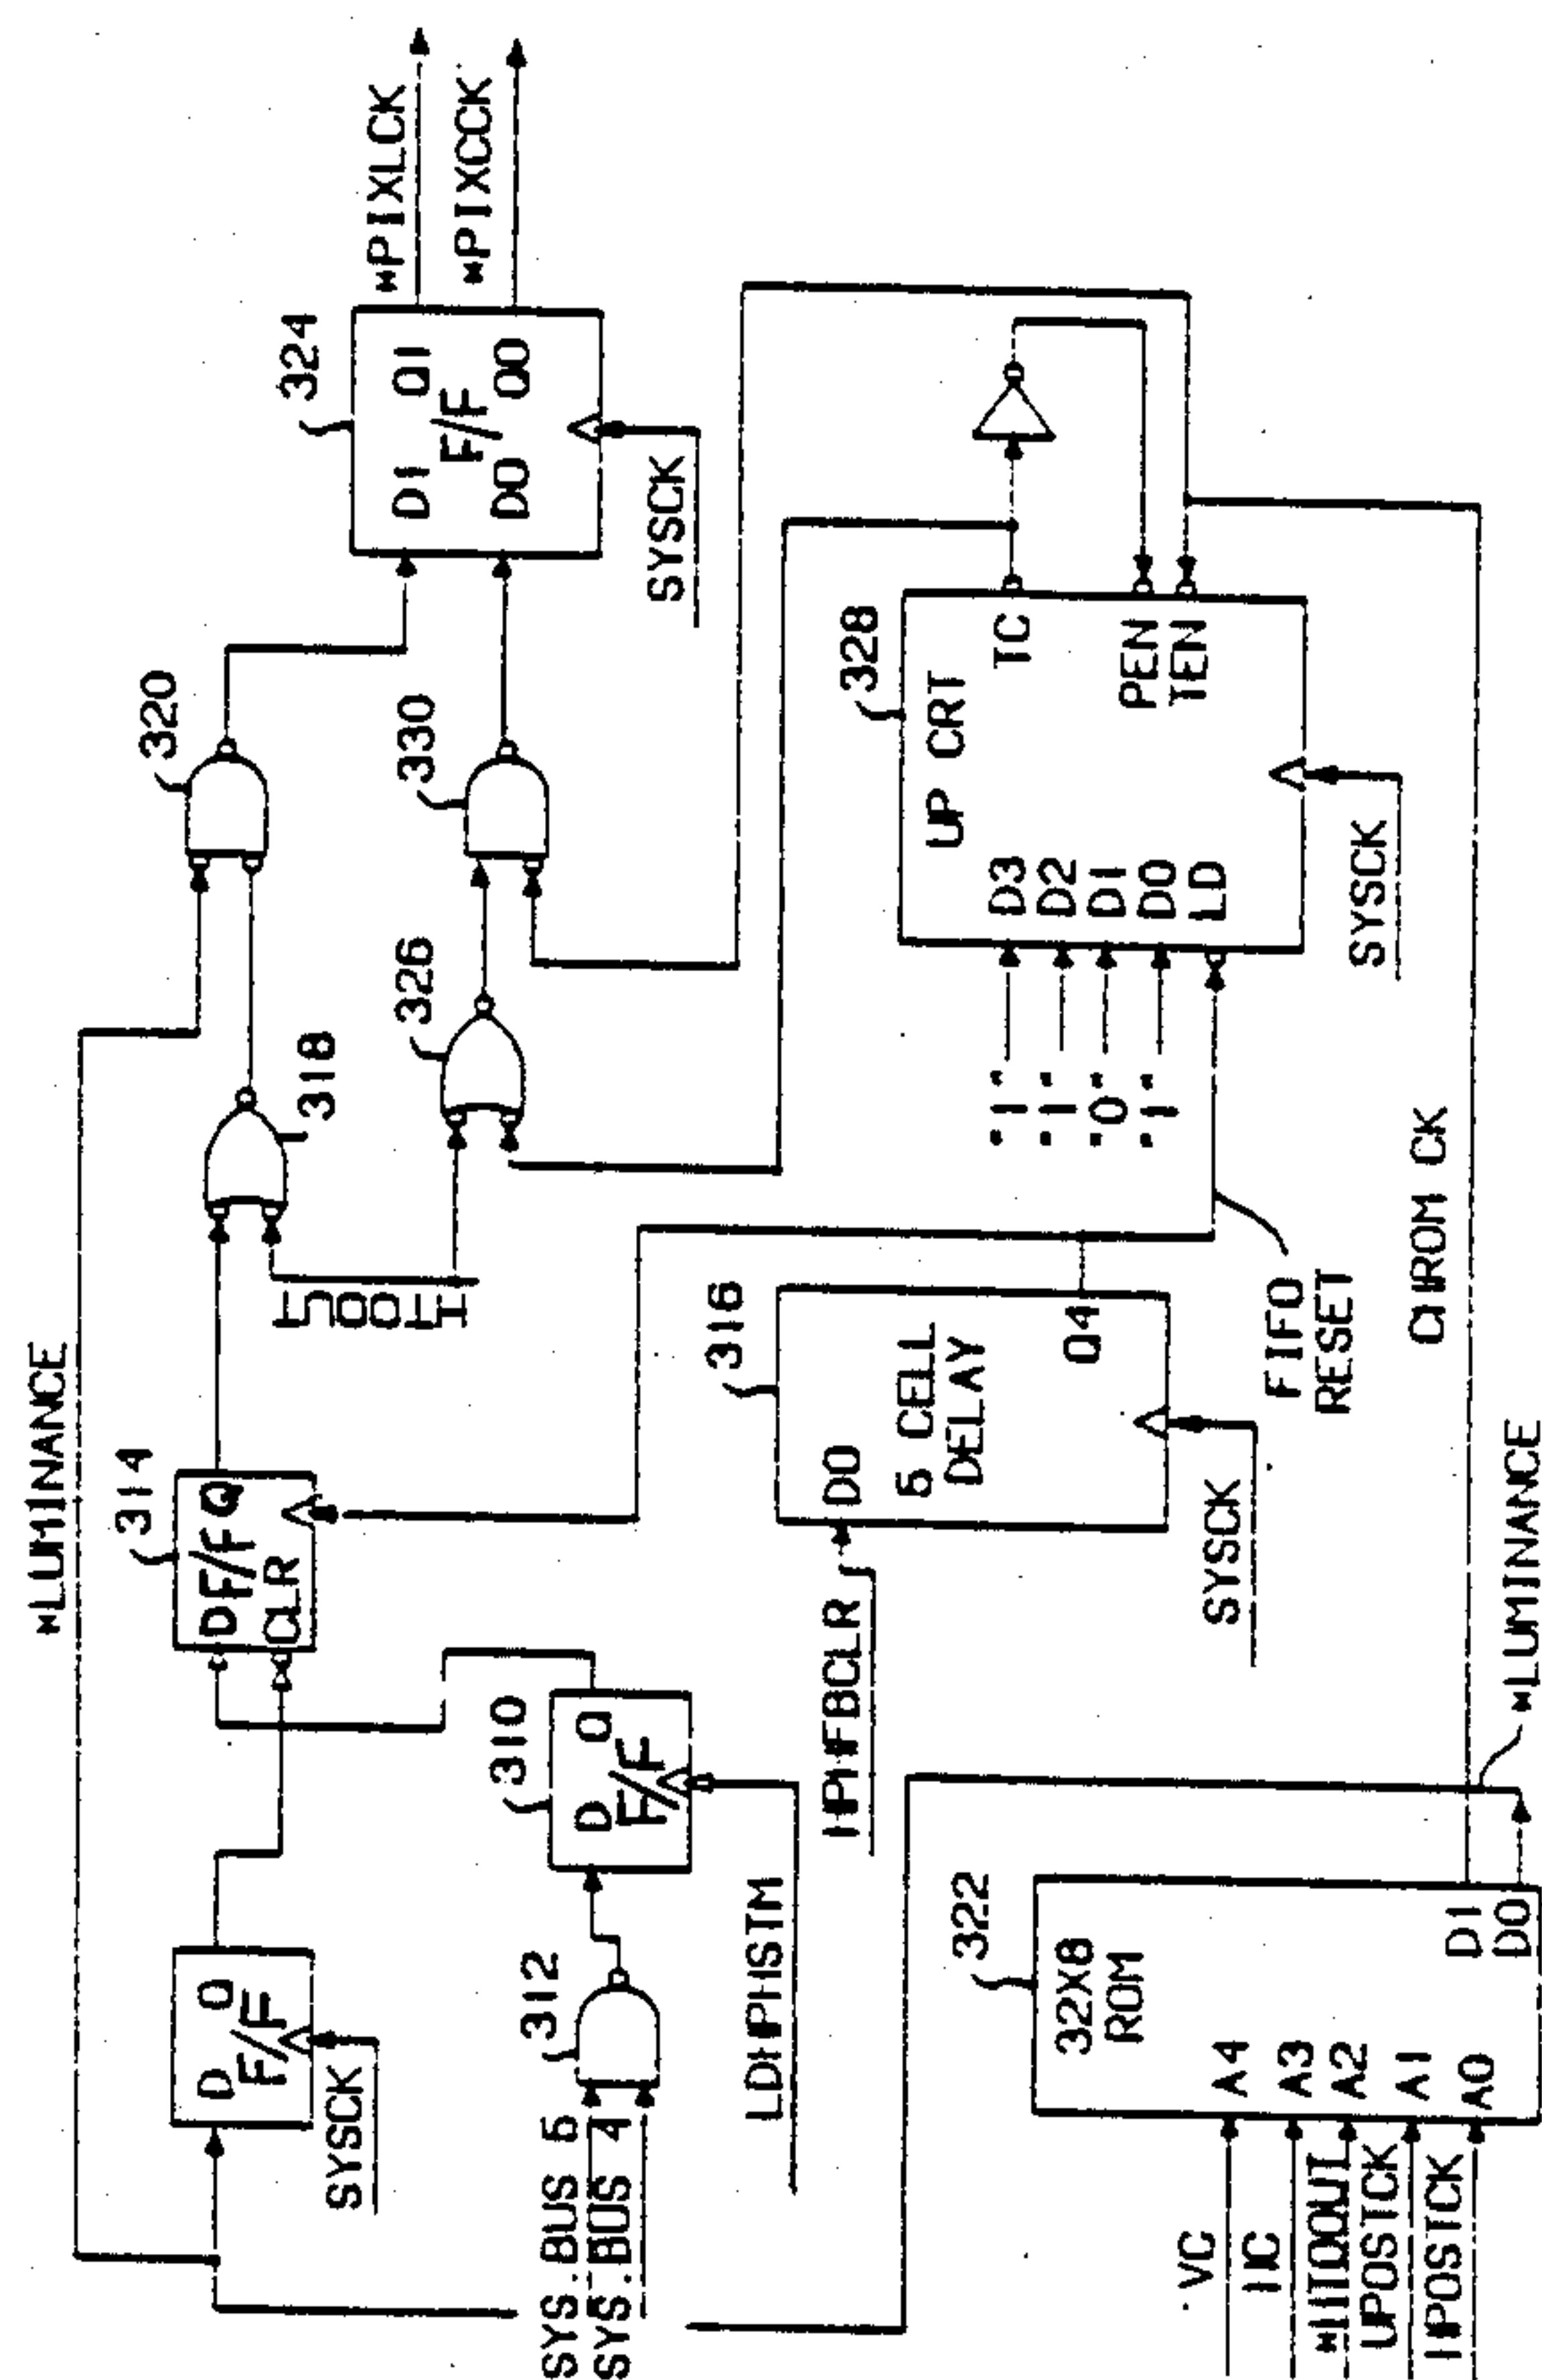 *LUMINANCE
D Q
F/F
SYSCK
314
D F/F Q
CLR
318
320
324
D1 Q1
F/F
D0 Q0
SYSCK
*PIXLCK
*PIXCCK
SYS.BUS 5
SYS.BUS 4
312
310
D Q
F/F
LDHPHSTM
326
330
HPHFBCLR
316
D0
5 CELL
DELAY
Q4
SYSCK
"1"
"1"
"0"
"1"
328
UP CRT
D3
D2
D1
D0
LD
TC
PEN
TEN
SYSCK
FIFO
RESET
CHROM CK
*LUMINANCE
322
32X8
ROM
A4
A3
A2
A1
A0
D1
D0
VC
HPOSTCK